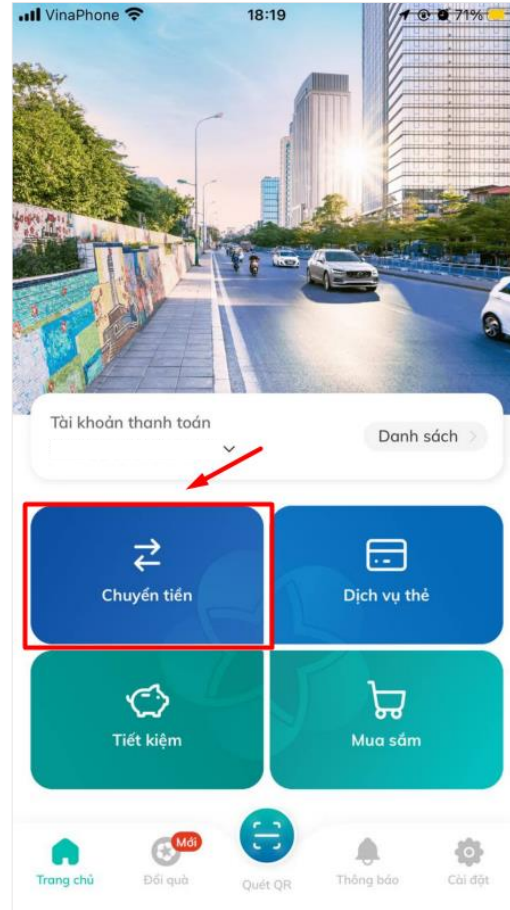 VinaPhone 18:19 71%
Tài khoản thanh toán
Danh sách
Chuyển tiền
Dịch vụ thẻ
Tiết kiệm
Mua sắm
Mới
Trang chủ
Đổi quà
Quét QR
Thông báo
Cài đặt